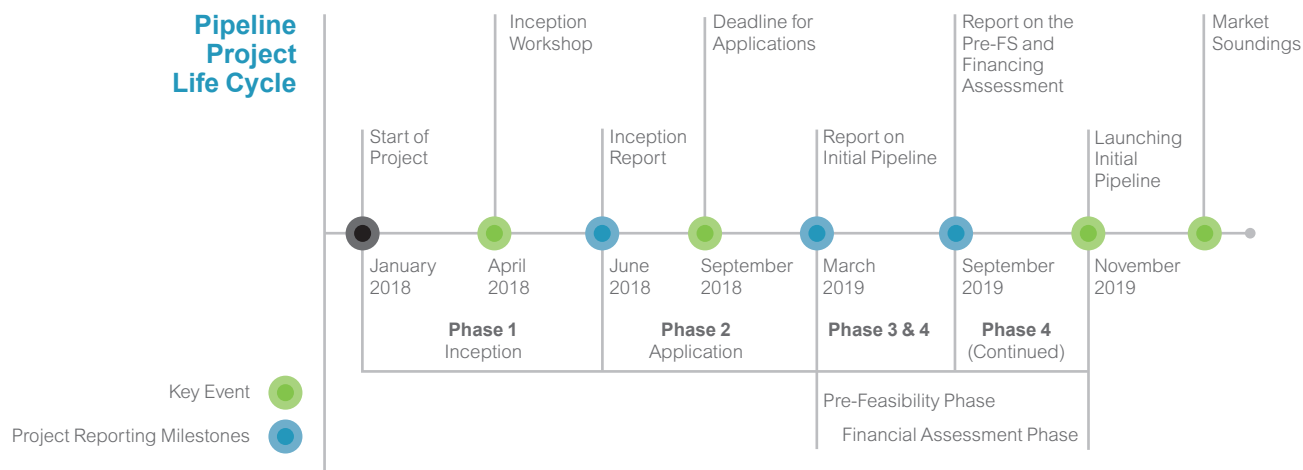 Pipeline
Project
Life Cycle
Inception
Workshop
Deadline for
Applications
Report on the
Pre-FS and
Financing
Assessment
Market
Soundings
Start of
Project
Inception
Report
Report on
Initial Pipeline
Launching
Initial
Pipeline
January
2018
April
2018
June
2018
September
2018
March
2019
September
2019
November
2019
Phase 1
Inception
Phase 2
Application
Phase 3 & 4
Phase 4
(Continued)
Key Event
Project Reporting Milestones
Pre-Feasibility Phase
Financial Assessment Phase